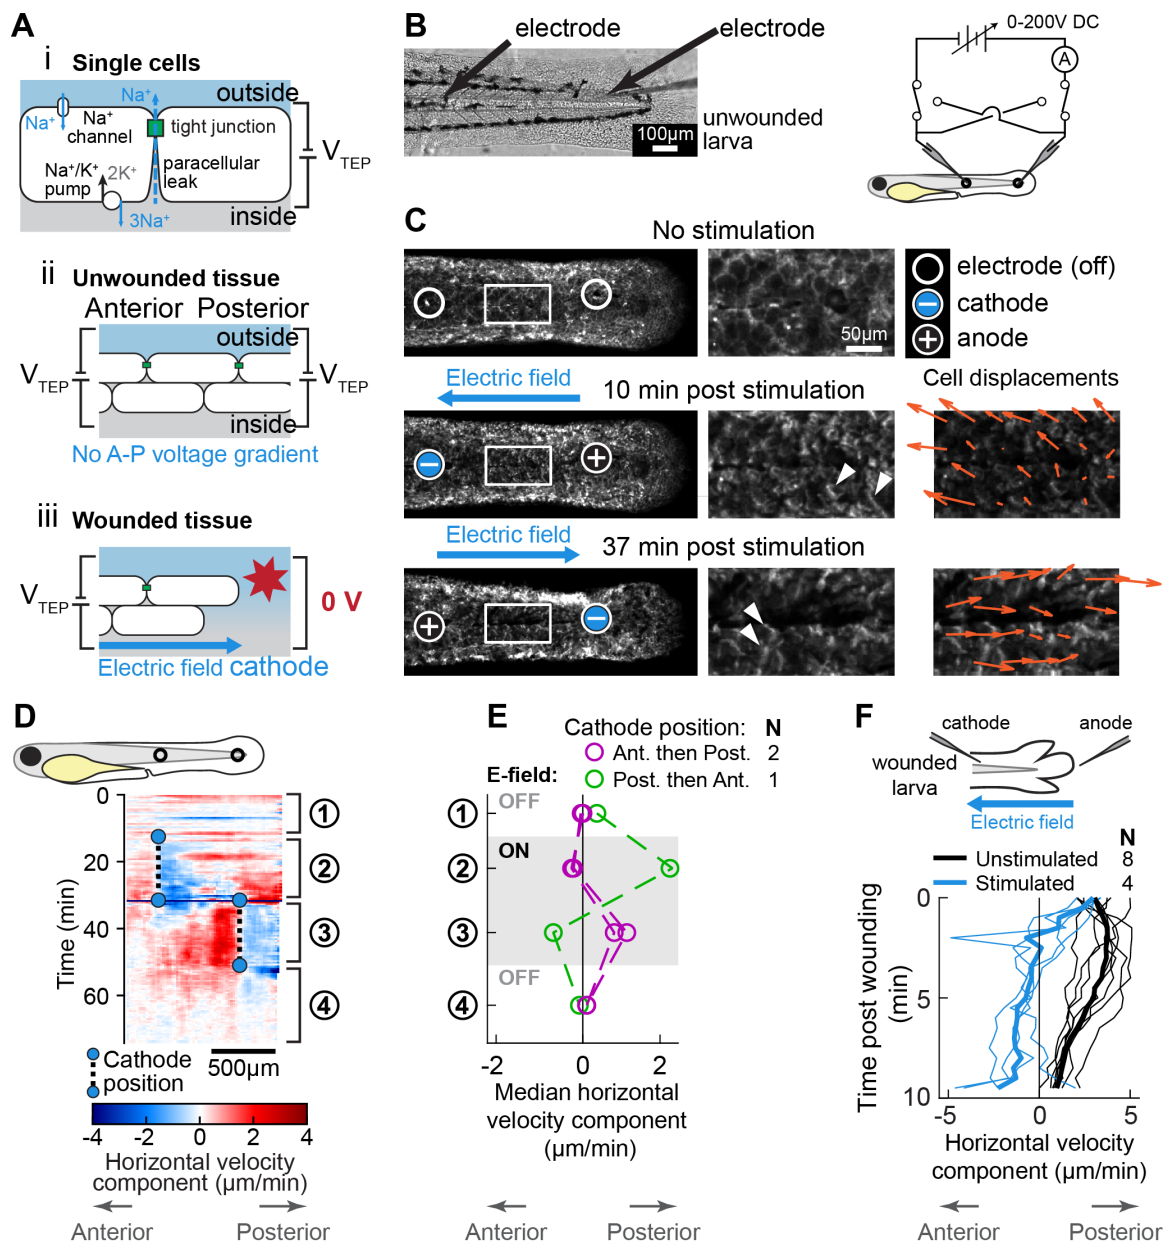 A
i Single cells
Na⁺
outside
Na⁺
Na⁺
channel
tight junction
V TEP
Na⁺/K⁺
pump
2K⁺
paracellular
leak
3Na⁺
inside
ii Unwounded tissue
Anterior Posterior
outside
V TEP
V TEP
inside
No A-P voltage gradient
iii Wounded tissue
V TEP
0 V
Electric field cathode
B
electrode
electrode
100µm
unwounded
larva
0-200V DC
A
C
No stimulation
50µm
electrode (off)
cathode
anode
Electric field
10 min post stimulation
Cell displacements
Electric field
37 min post stimulation
D
0
20
40
60
Time (min)
1
2
3
4
Cathode
position
500µm
-4 -2 0 2 4
Horizontal velocity
component (µm/min)
Anterior Posterior
E
Cathode position: N
Ant. then Post. 2
Post. then Ant. 1
E-field:
OFF
ON
OFF
1
2
3
4
-2 0 2
Median horizontal
velocity component
(µm/min)
Anterior Posterior
F
cathode anode
wounded
larva
Electric field
N
Unstimulated 8
Stimulated 4
0
5
10
Time post wounding
(min)
-5 0 5
Horizontal velocity
component (µm/min)
Anterior Posterior